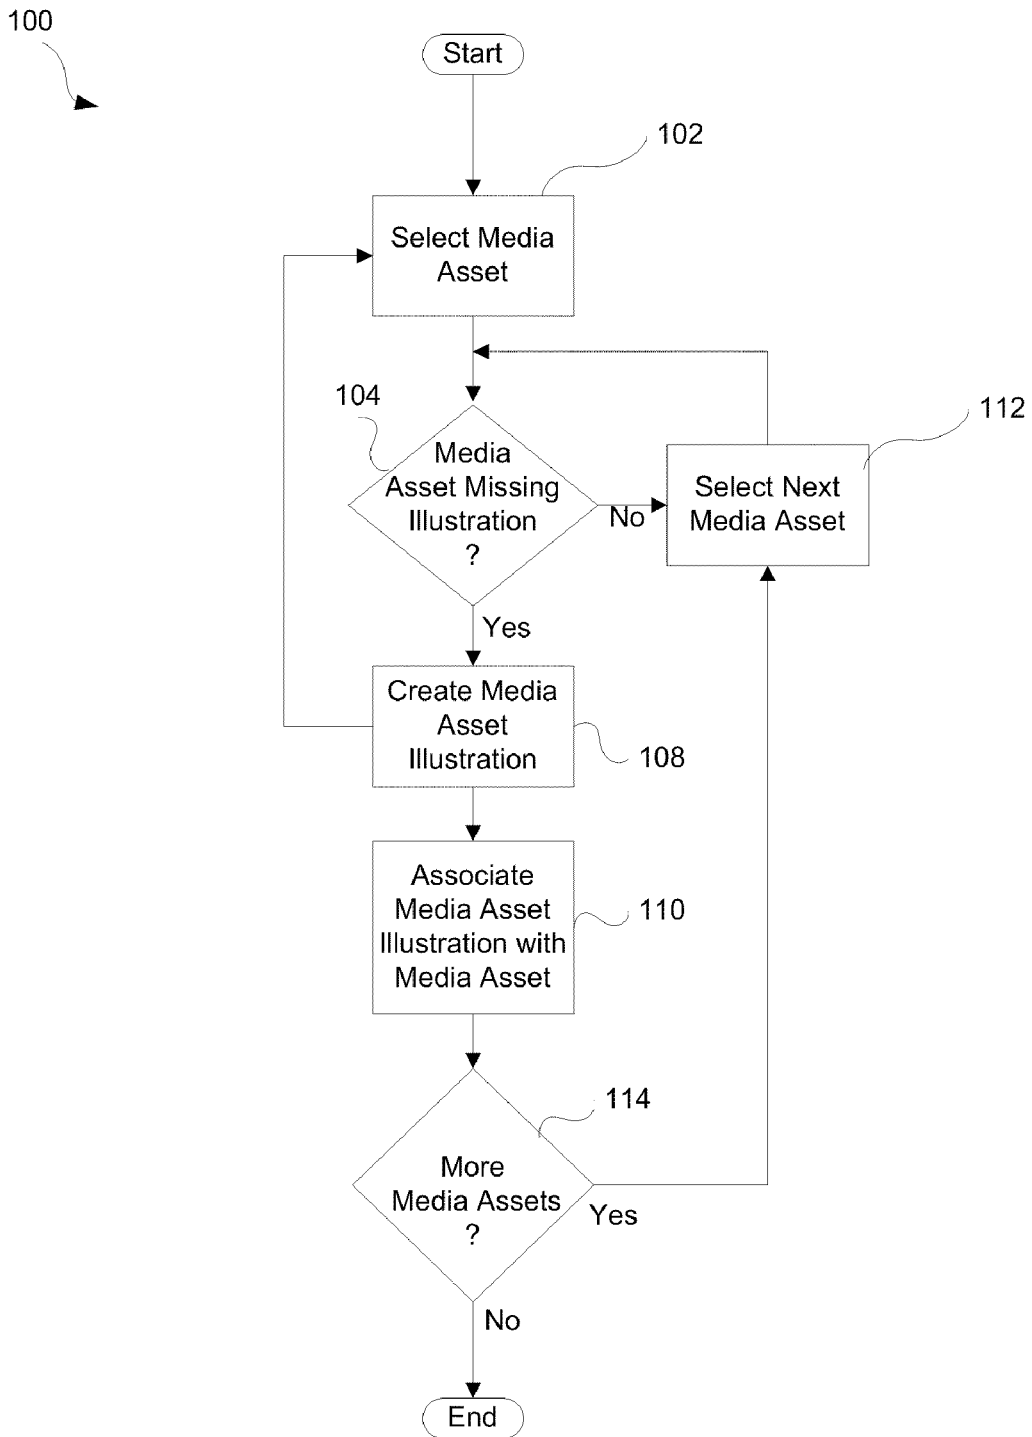 100
Start
102
Select Media
Asset
104
Media
Asset Missing
Illustration
?
No
112
Select Next
Media Asset
Yes
Create Media
Asset
Illustration
108
Associate
Media Asset
Illustration with
Media Asset
110
114
More
Media Assets
?
Yes
No
End